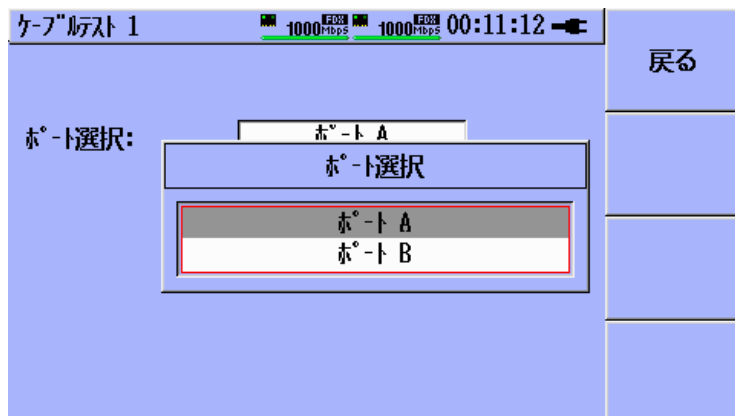 ｹｰﾌﾞﾙﾃｽﾄ 1
1000 FDX Mbps 1000 FDX Mbps 00:11:12
戻る
ﾎﾟｰﾄ選択:
ﾎﾟｰﾄ A
ﾎﾟｰﾄ選択
ﾎﾟｰﾄ A
ﾎﾟｰﾄ B